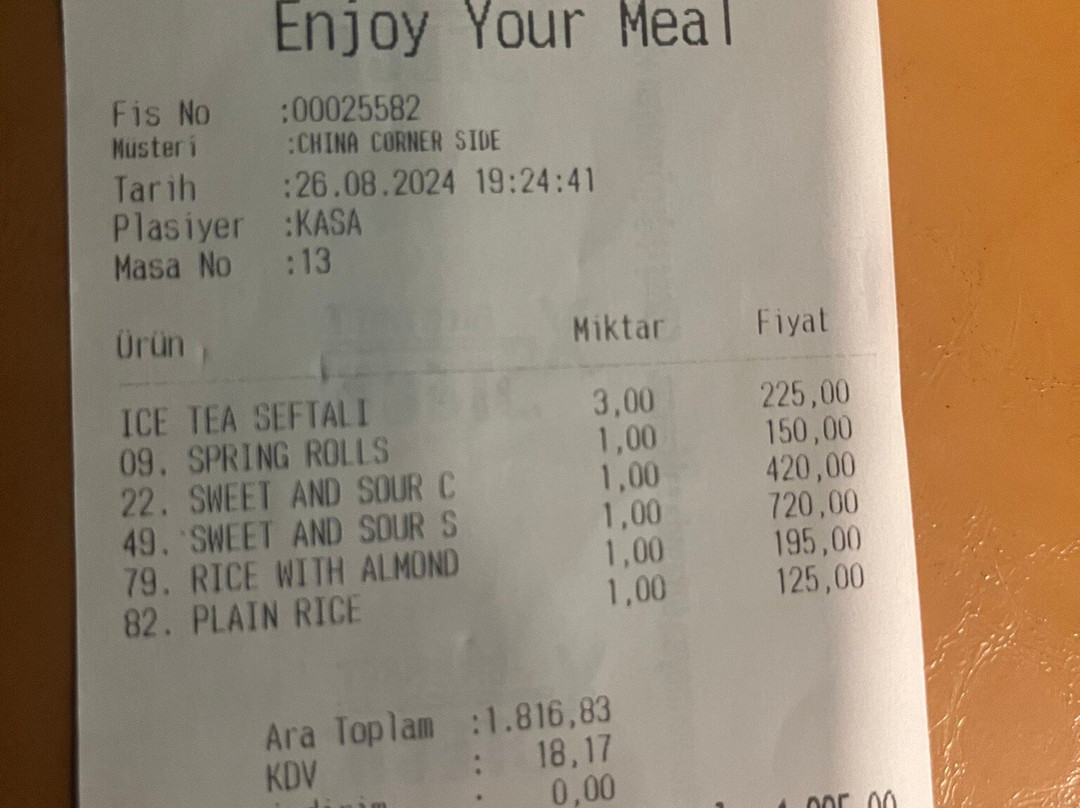 Enjoy Your Meal
Fis No :00025582
Müsteri :CHINA CORNER SIDE
Tarih :26.08.2024 19:24:41
Plasiyer :KASA
Masa No :13
Ürün Miktar Fiyat
ICE TEA SEFTALI 3,00 225,00
09. SPRING ROLLS 1,00 150,00
22. SWEET AND SOUR C 1,00 420,00
49. SWEET AND SOUR S 1,00 720,00
79. RICE WITH ALMOND 1,00 195,00
82. PLAIN RICE 1,00 125,00
Ara Toplam :1.816,83
KDV : 18,17
: 0,00